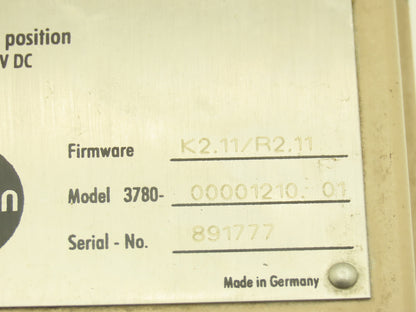 position
V DC
Firmware K2.11/R2.11
Model 3780- 00001210. 01
Serial - No. 891777
n
Made in Germany